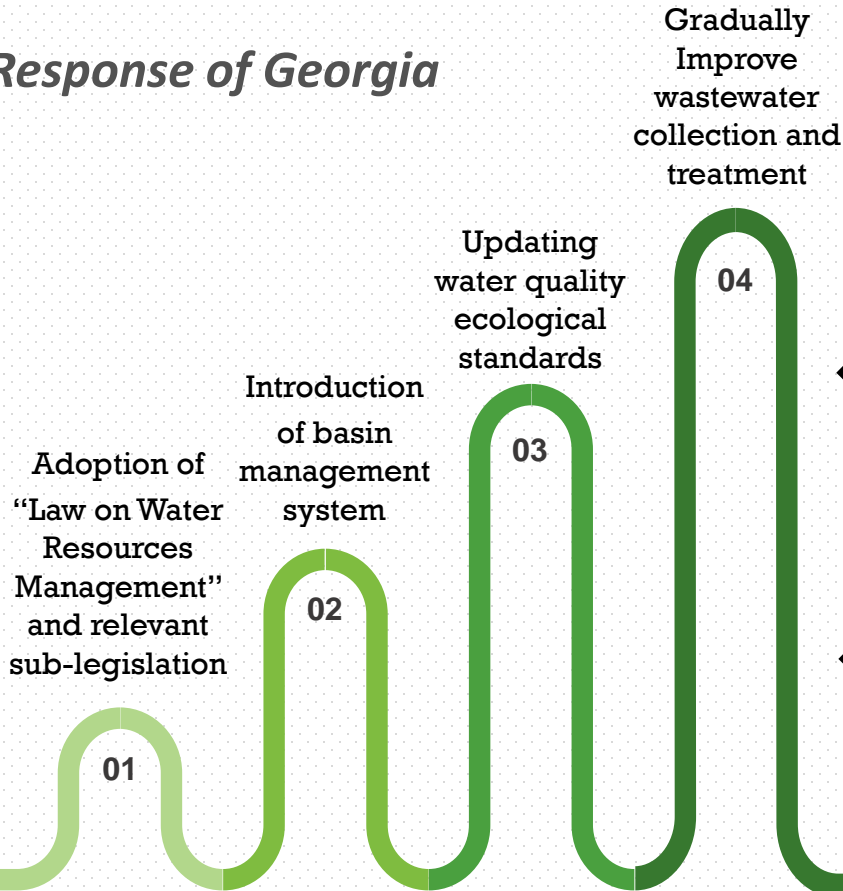 Response of Georgia
Adoption of
“Law on Water
Resources
Management”
and relevant
sub-legislation
01
Introduction
of basin
management
system
02
Updating
water quality
ecological
standards
03
Gradually
Improve
wastewater
collection and
treatment
04